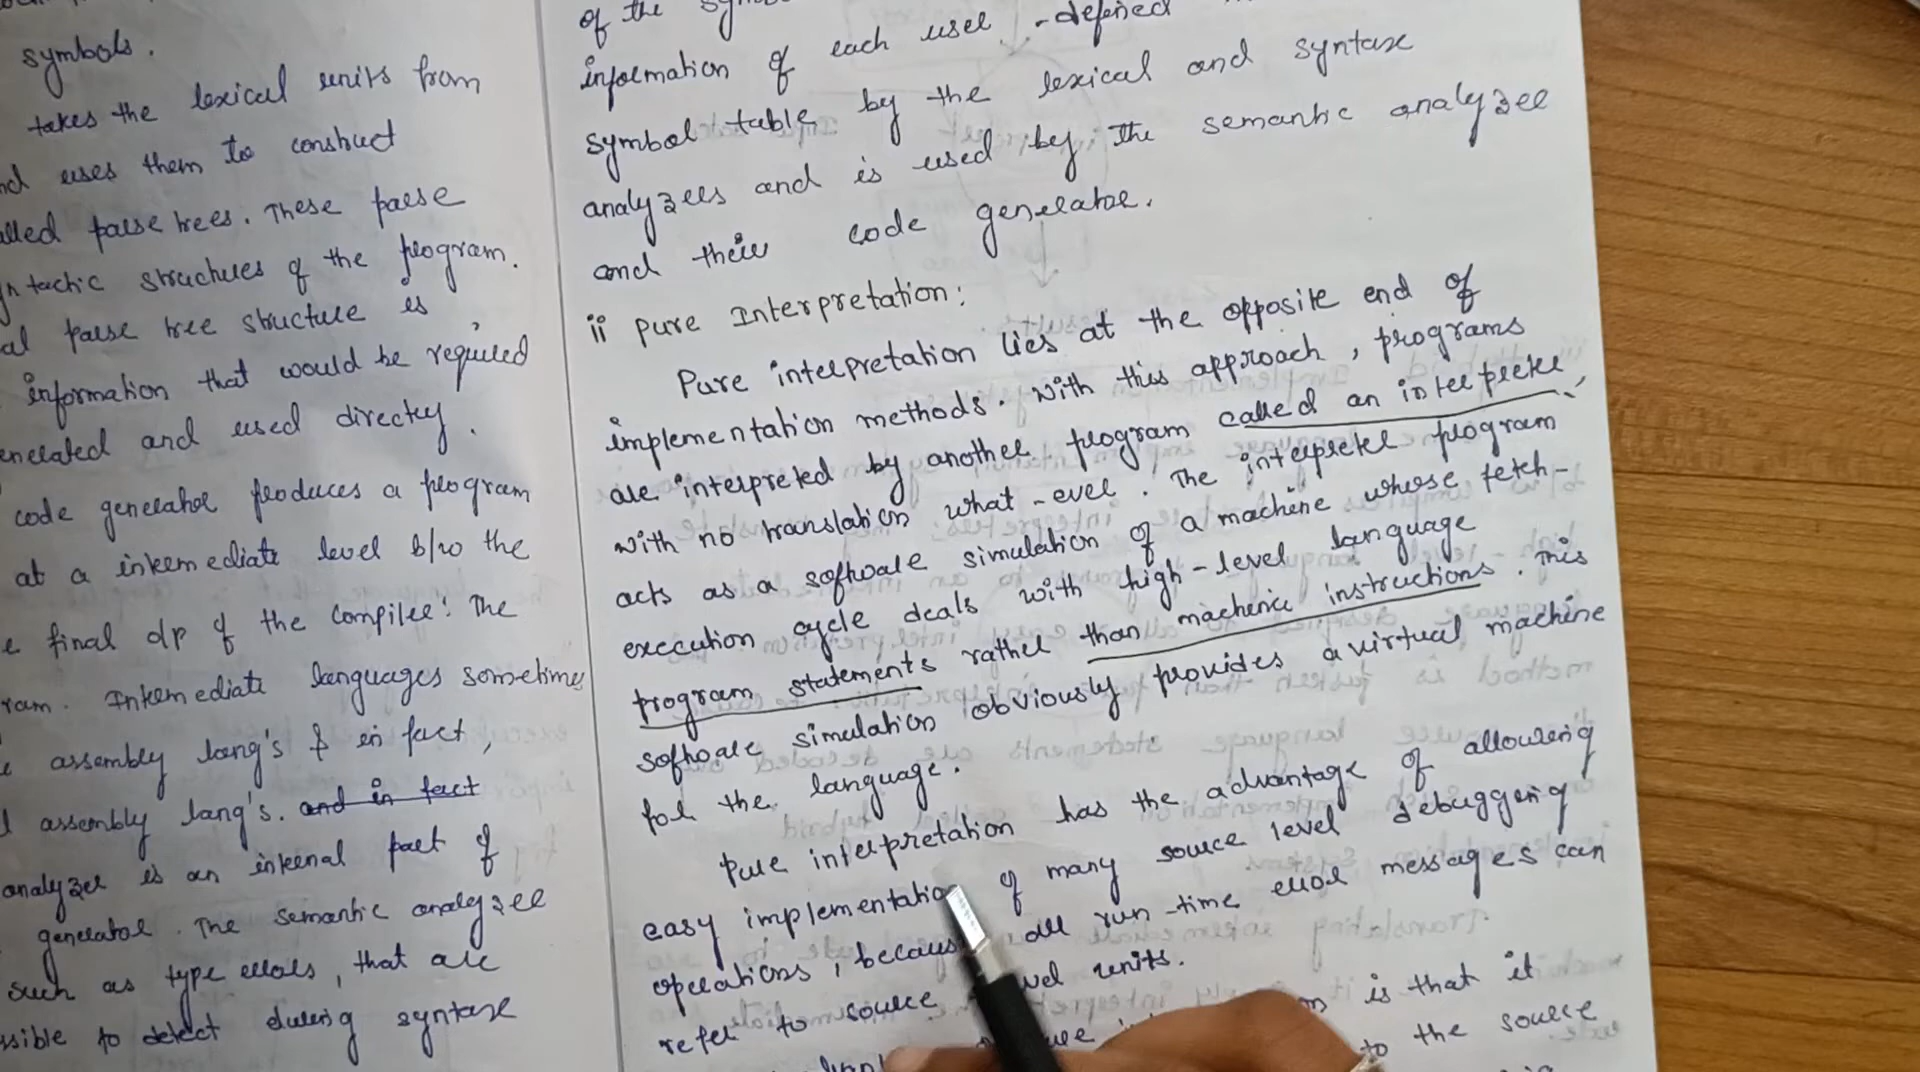 symbols.
takes the lexical units from
uses them to construct
parse trees. These parse
structures of the program.
parse tree structure is
information that would be required
and used directly.
code generator produces a program
at a intermediate level b/w the
final o/p of the compiler: The
Intermediate languages sometimes
assembly lang's & in fact,
assembly lang's. and in fact
analyzer is an internal part of
generator. The semantic analyzer
such as type errors, that are
to detect during syntax
of the
information of each user-defined
symbol table by the lexical and syntax
analyzers and is used by the semantic analyzer
and their code generator.
ii pure Interpretation:
Pure interpretation lies at the opposite end of
implementation methods. With this approach, programs
are interpreted by another program called an interpreter,
with no translation what-ever. The interpreter program
acts as a software simulation of a machine whose fetch-
execution cycle deals with high-level language
program statements rather than machenic instructions. This
software simulation obviously provides a virtual machine
for the language.
Pure interpretation has the advantage of allowing
easy implementation of many source level debugging
operations, all run-time error messages can
refer to source units.
is that it
to the source